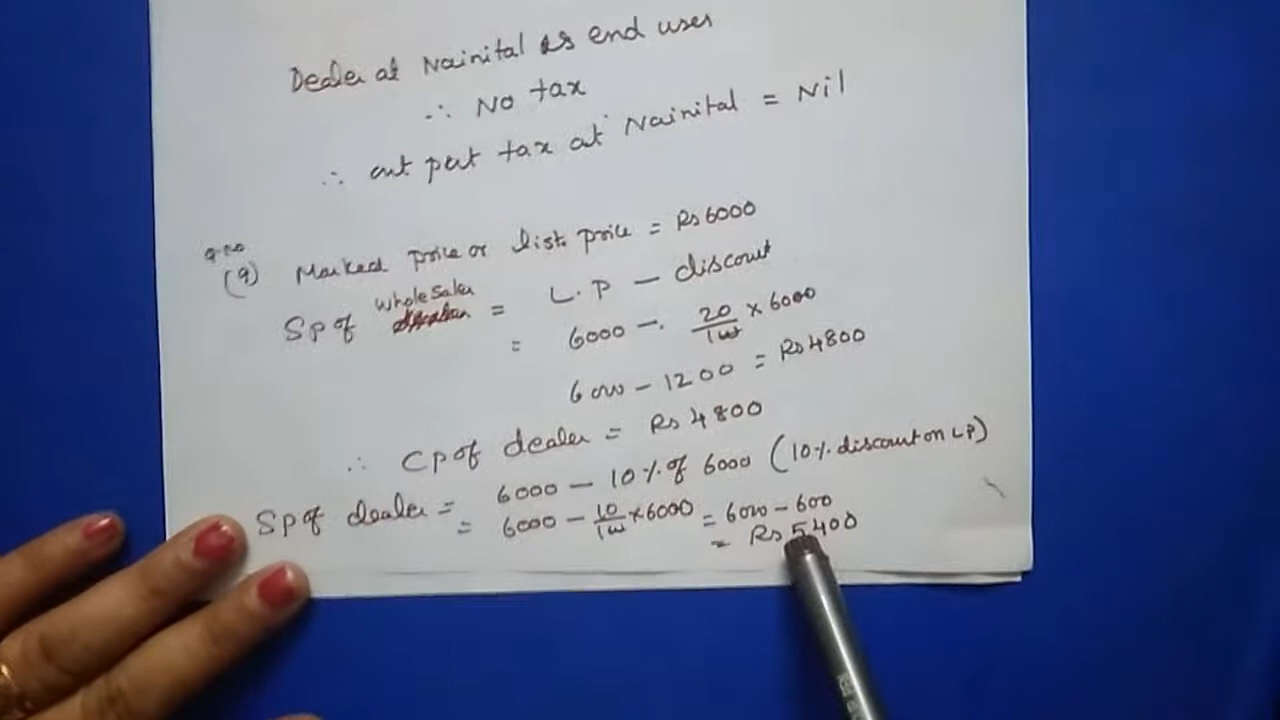 Dealer at Nainital as end user
∴ No tax
∴ out put tax at Nainital = Nil
q no
(9) Marked price or list price = Rs 6000
Sp of wholesaler = L.P - discount
= 6000 - 20/100 x 6000
6000 - 1200 = Rs 4800
∴ CP of dealer = Rs 4800
SP of dealer = 6000 - 10% of 6000 (10% discount on LP)
= 6000 - 10/100 x 6000 = 6000 - 600
= Rs 5400